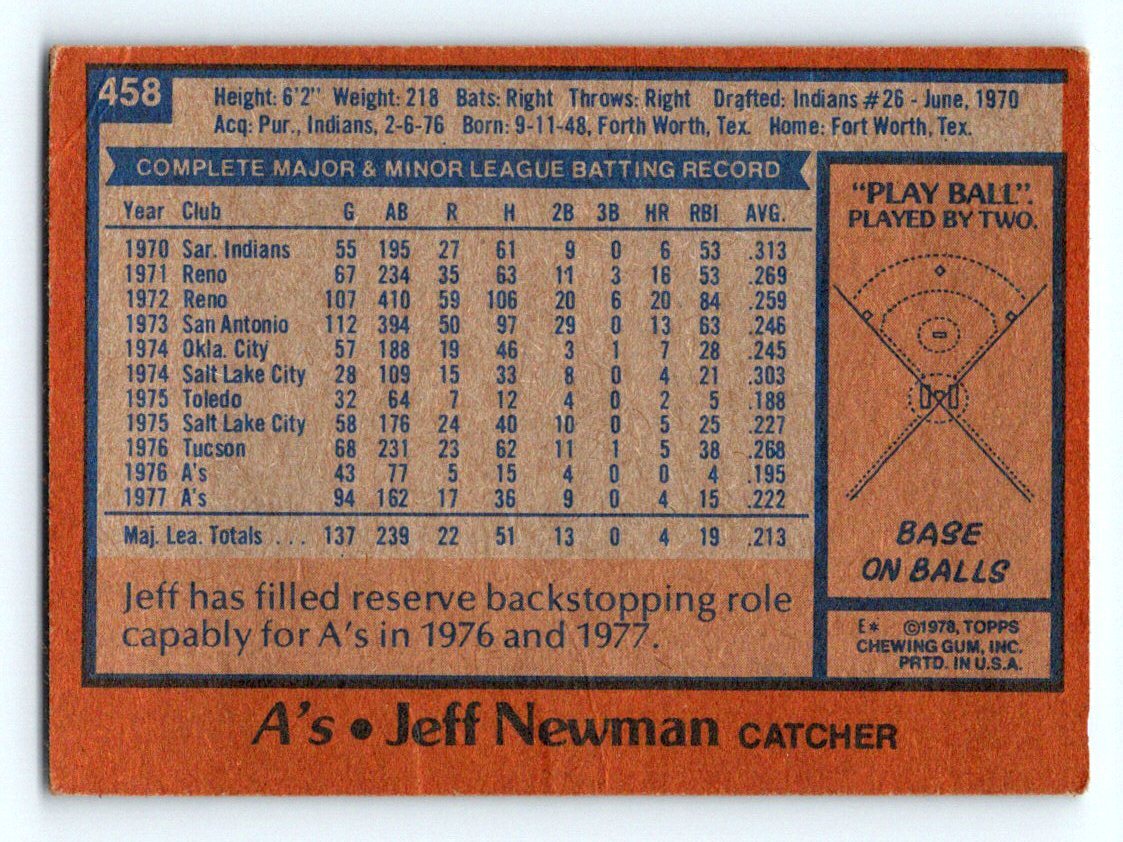 458
Height: 6'2" Weight: 218 Bats: Right Throws: Right Drafted: Indians #26 - June, 1970
Acq: Pur., Indians, 2-6-76 Born: 9-11-48, Forth Worth, Tex. Home: Fort Worth, Tex.
COMPLETE MAJOR & MINOR LEAGUE BATTING RECORD
Year Club G AB R H 2B 3B HR RBI AVG.
1970 Sar. Indians 55 195 27 61 9 0 6 53 .313
1971 Reno 67 234 35 63 11 3 16 53 .269
1972 Reno 107 410 59 106 20 6 20 84 .259
1973 San Antonio 112 394 50 97 29 0 13 63 .246
1974 Okla. City 57 188 19 46 3 1 7 28 .245
1974 Salt Lake City 28 109 15 33 8 0 4 21 .303
1975 Toledo 32 64 7 12 4 0 2 5 .188
1975 Salt Lake City 58 176 24 40 10 0 5 25 .227
1976 Tucson 68 231 23 62 11 1 5 38 .268
1976 A's 43 77 5 15 4 0 0 4 .195
1977 A's 94 162 17 36 9 0 4 15 .222
Maj. Lea. Totals ... 137 239 22 51 13 0 4 19 .213
Jeff has filled reserve backstopping role
capably for A's in 1976 and 1977.
"PLAY BALL".
PLAYED BY TWO.
BASE
ON BALLS
E* ©1978, TOPPS
CHEWING GUM, INC.
PRTD. IN U.S.A.
A's • Jeff Newman CATCHER